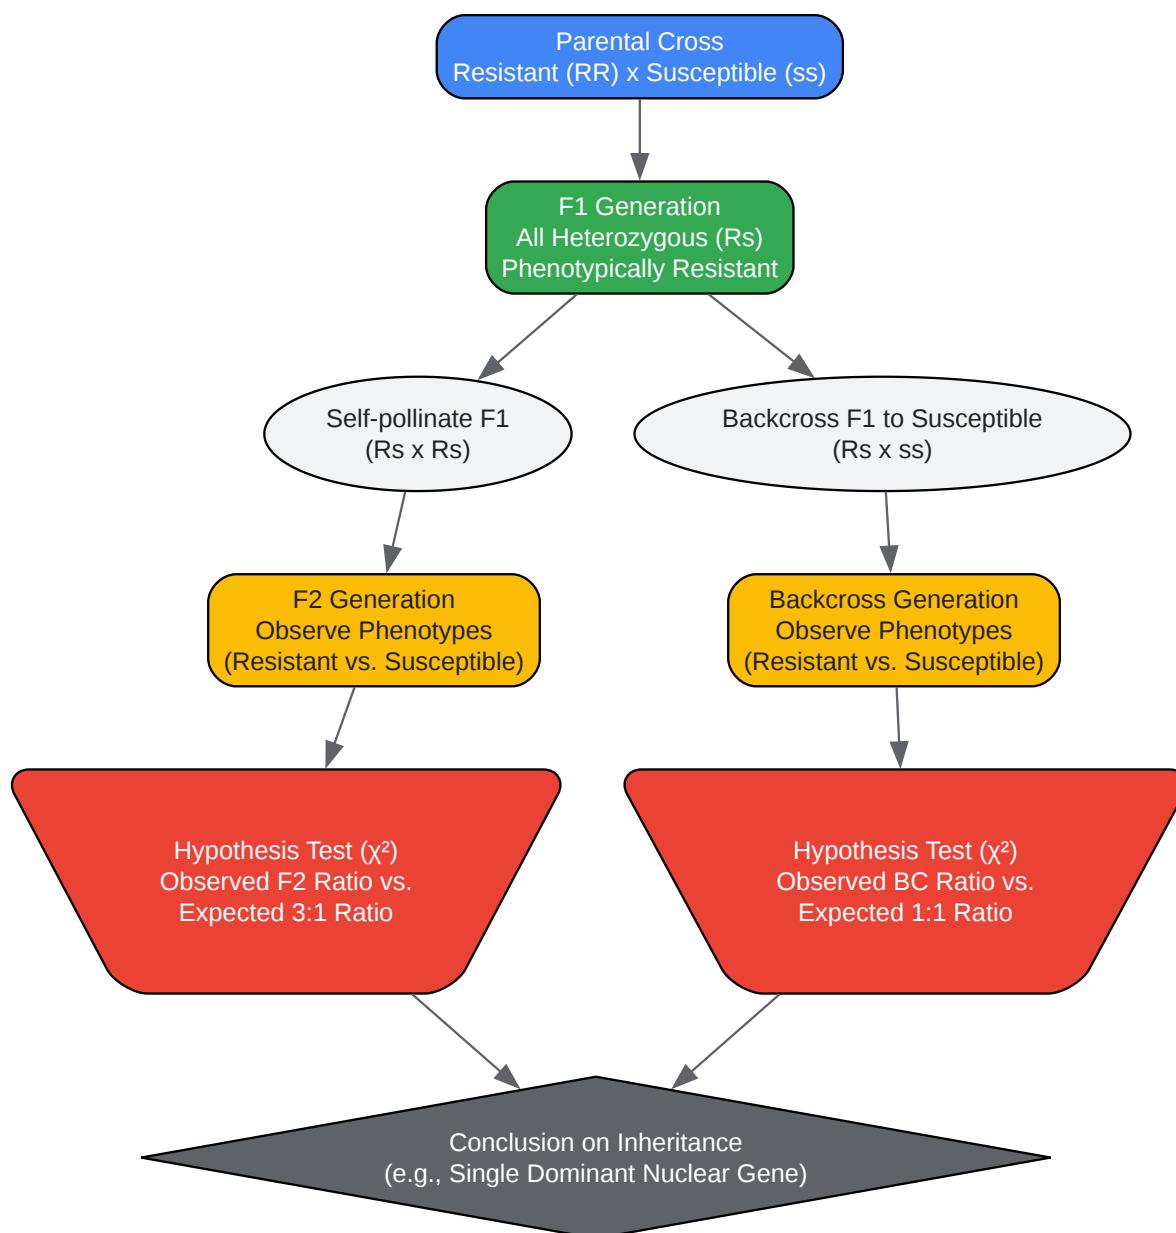 Parental Cross
Resistant (RR) x Susceptible (ss)
F1 Generation
All Heterozygous (Rs)
Phenotypically Resistant
Self-pollinate F1
(Rs x Rs)
Backcross F1 to Susceptible
(Rs x ss)
F2 Generation
Observe Phenotypes
(Resistant vs. Susceptible)
Backcross Generation
Observe Phenotypes
(Resistant vs. Susceptible)
Hypothesis Test (χ²)
Observed F2 Ratio vs.
Expected 3:1 Ratio
Hypothesis Test (χ²)
Observed BC Ratio vs.
Expected 1:1 Ratio
Conclusion on Inheritance
(e.g., Single Dominant Nuclear Gene)